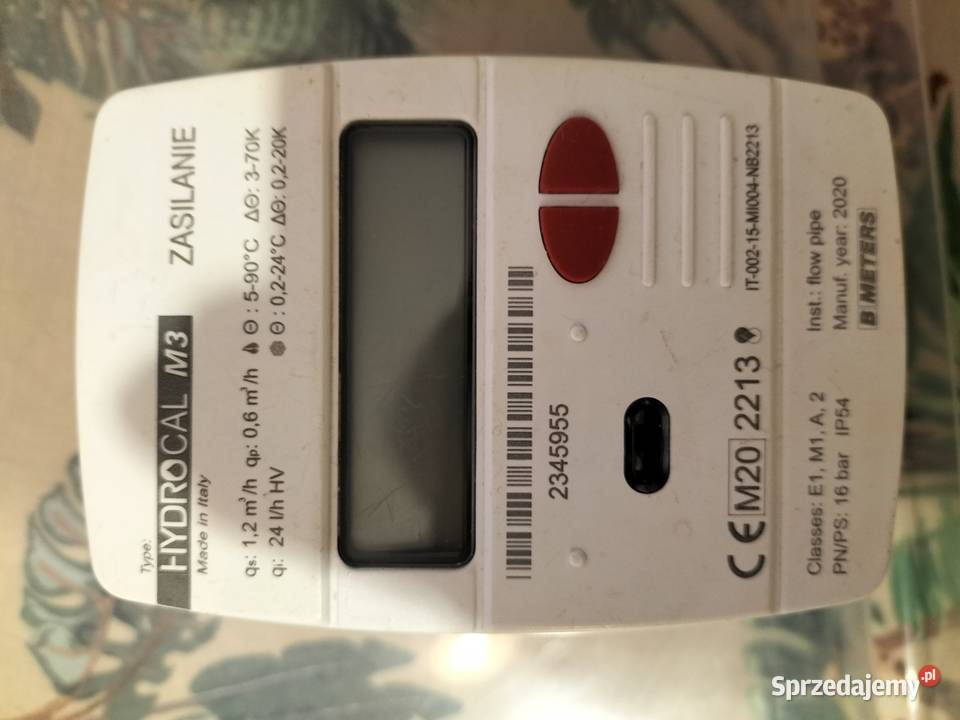 Type:
HYDROCAL M3
Made in Italy
ZASILANIE
qs: 1,2 m³/h qp: 0,6 m³/h Θ : 5-90°C ΔΘ: 3-70K
qi: 24 l/h HV Θ : 0,2-24°C ΔΘ: 0,2-20K
2345955
CE M20 2213
IT-002-15-MI004-NB2213
Classes: E1, M1, A, 2
PN/PS: 16 bar IP54
Inst.: flow pipe
Manuf. year: 2020
B METERS
Sprzedajemy.pl